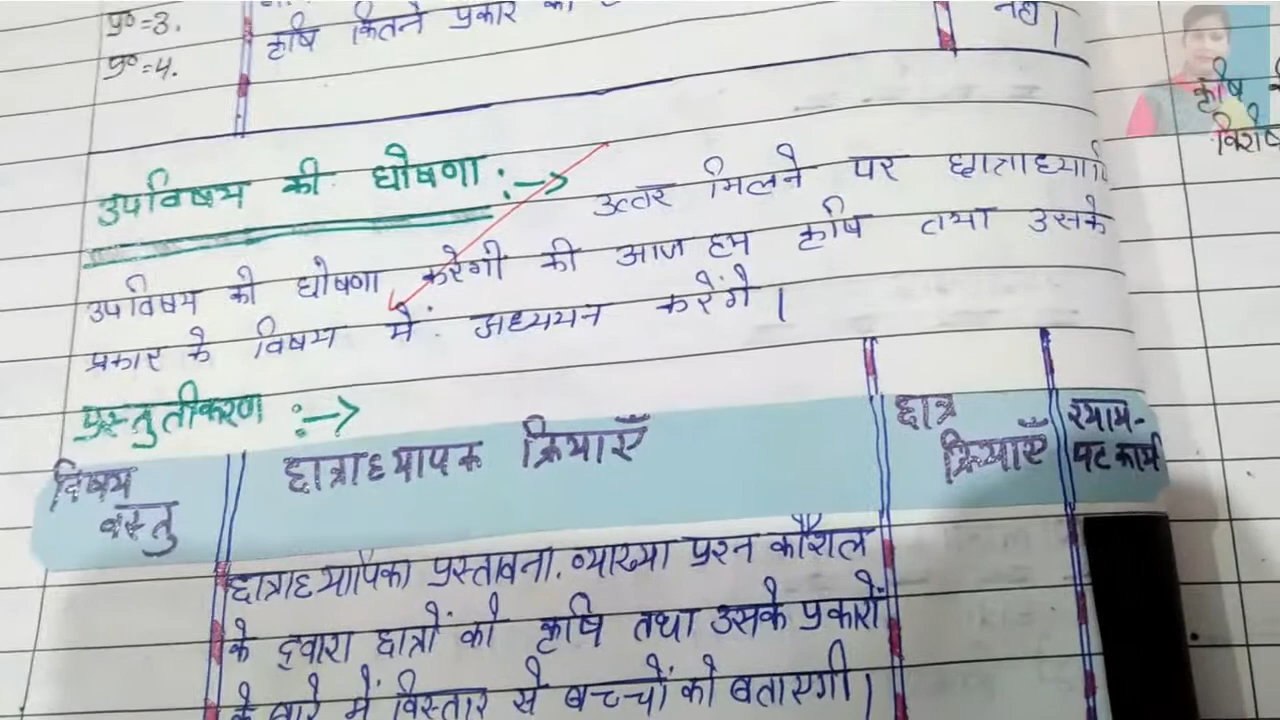 प्र०=3.
प्र०=4.
कृषि कितने प्रकार की
नही।
कृषि
विशेष
उपविषय की घोषणा :→
उत्तर मिलने पर छात्राध्यापि
उपविषय की घोषणा करेगी की आज हम कृषि तथा उसके
प्रकार के विषय में अध्ययन करेंगे।
प्रस्तुतीकरण :→
विषय वस्तु
छात्राध्यापक क्रियाएँ
छात्र क्रियाएँ
श्याम-
पट कार्य
छात्राध्यापिका प्रस्तावना, व्याख्या प्रश्न कौशल
के द्वारा छात्रों को कृषि तथा उसके प्रकारों
के बारे में विस्तार से बच्चों को बताएगी।